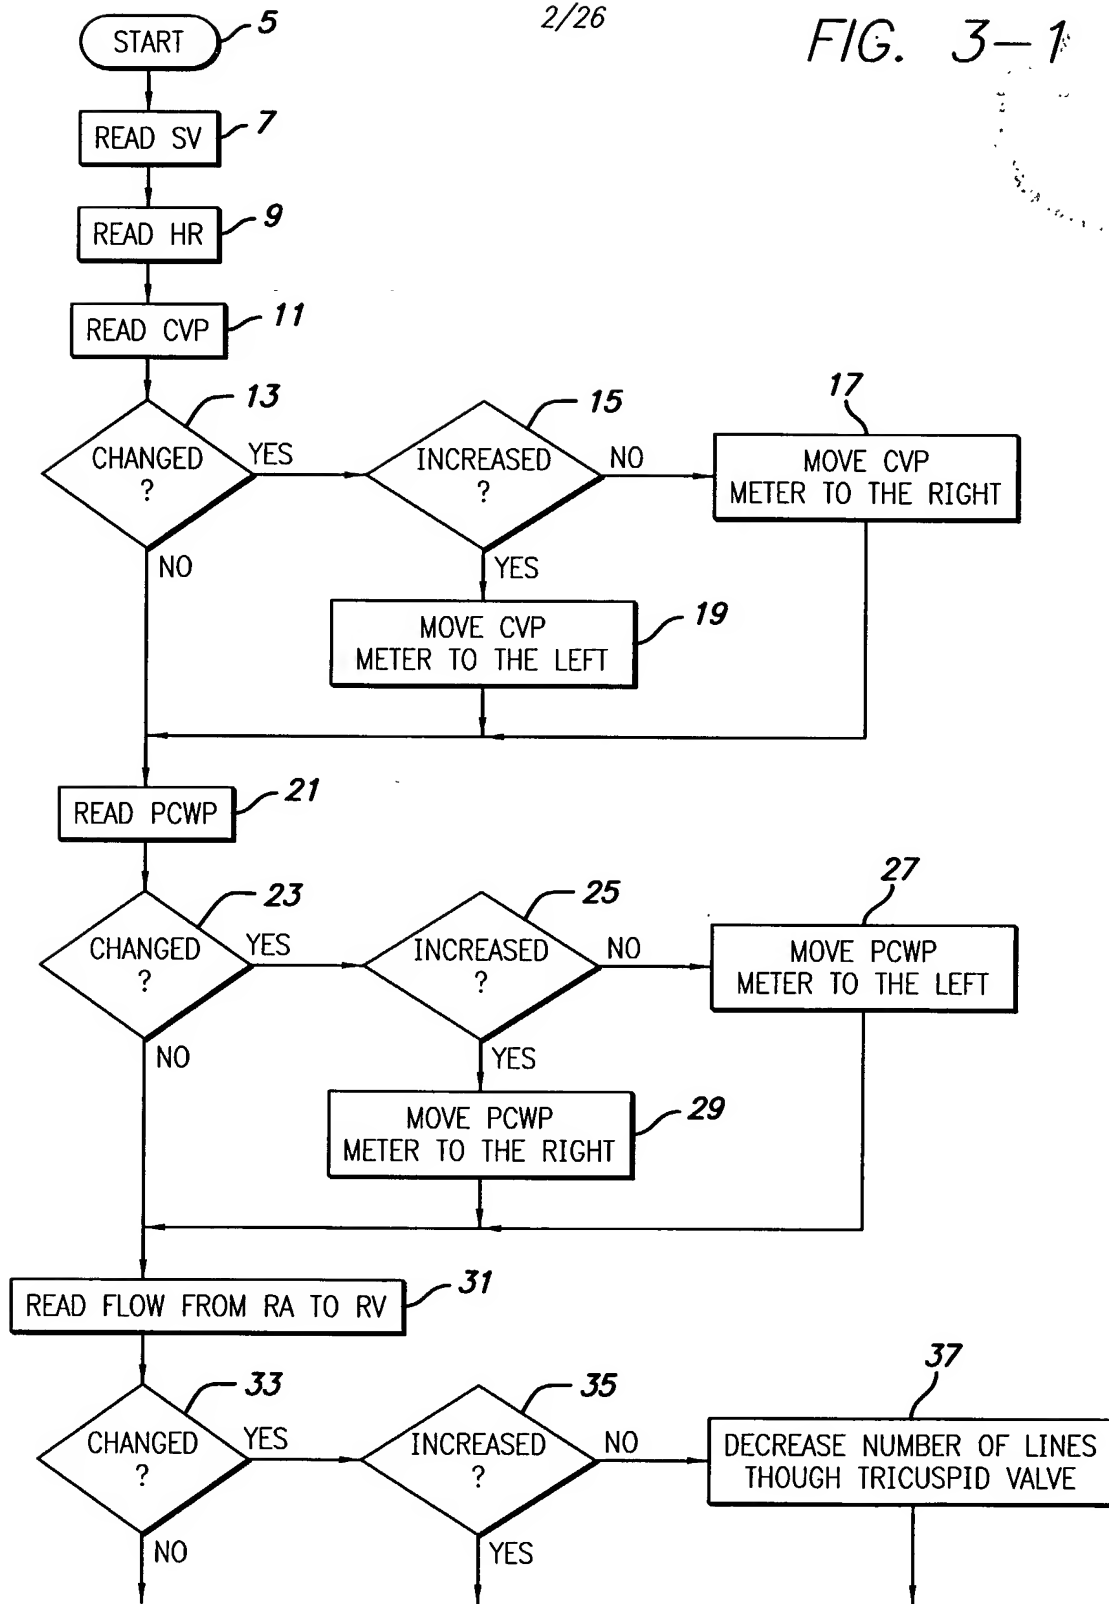 2/26
FIG. 3-1
START
5
READ SV
7
READ HR
9
READ CVP
11
CHANGED
?
13
YES
NO
INCREASED
?
15
NO
YES
17
MOVE CVP
METER TO THE RIGHT
MOVE CVP
METER TO THE LEFT
19
READ PCWP
21
CHANGED
?
23
YES
NO
INCREASED
?
25
NO
YES
27
MOVE PCWP
METER TO THE LEFT
MOVE PCWP
METER TO THE RIGHT
29
READ FLOW FROM RA TO RV
31
CHANGED
?
33
YES
NO
INCREASED
?
35
NO
YES
37
DECREASE NUMBER OF LINES
THOUGH TRICUSPID VALVE